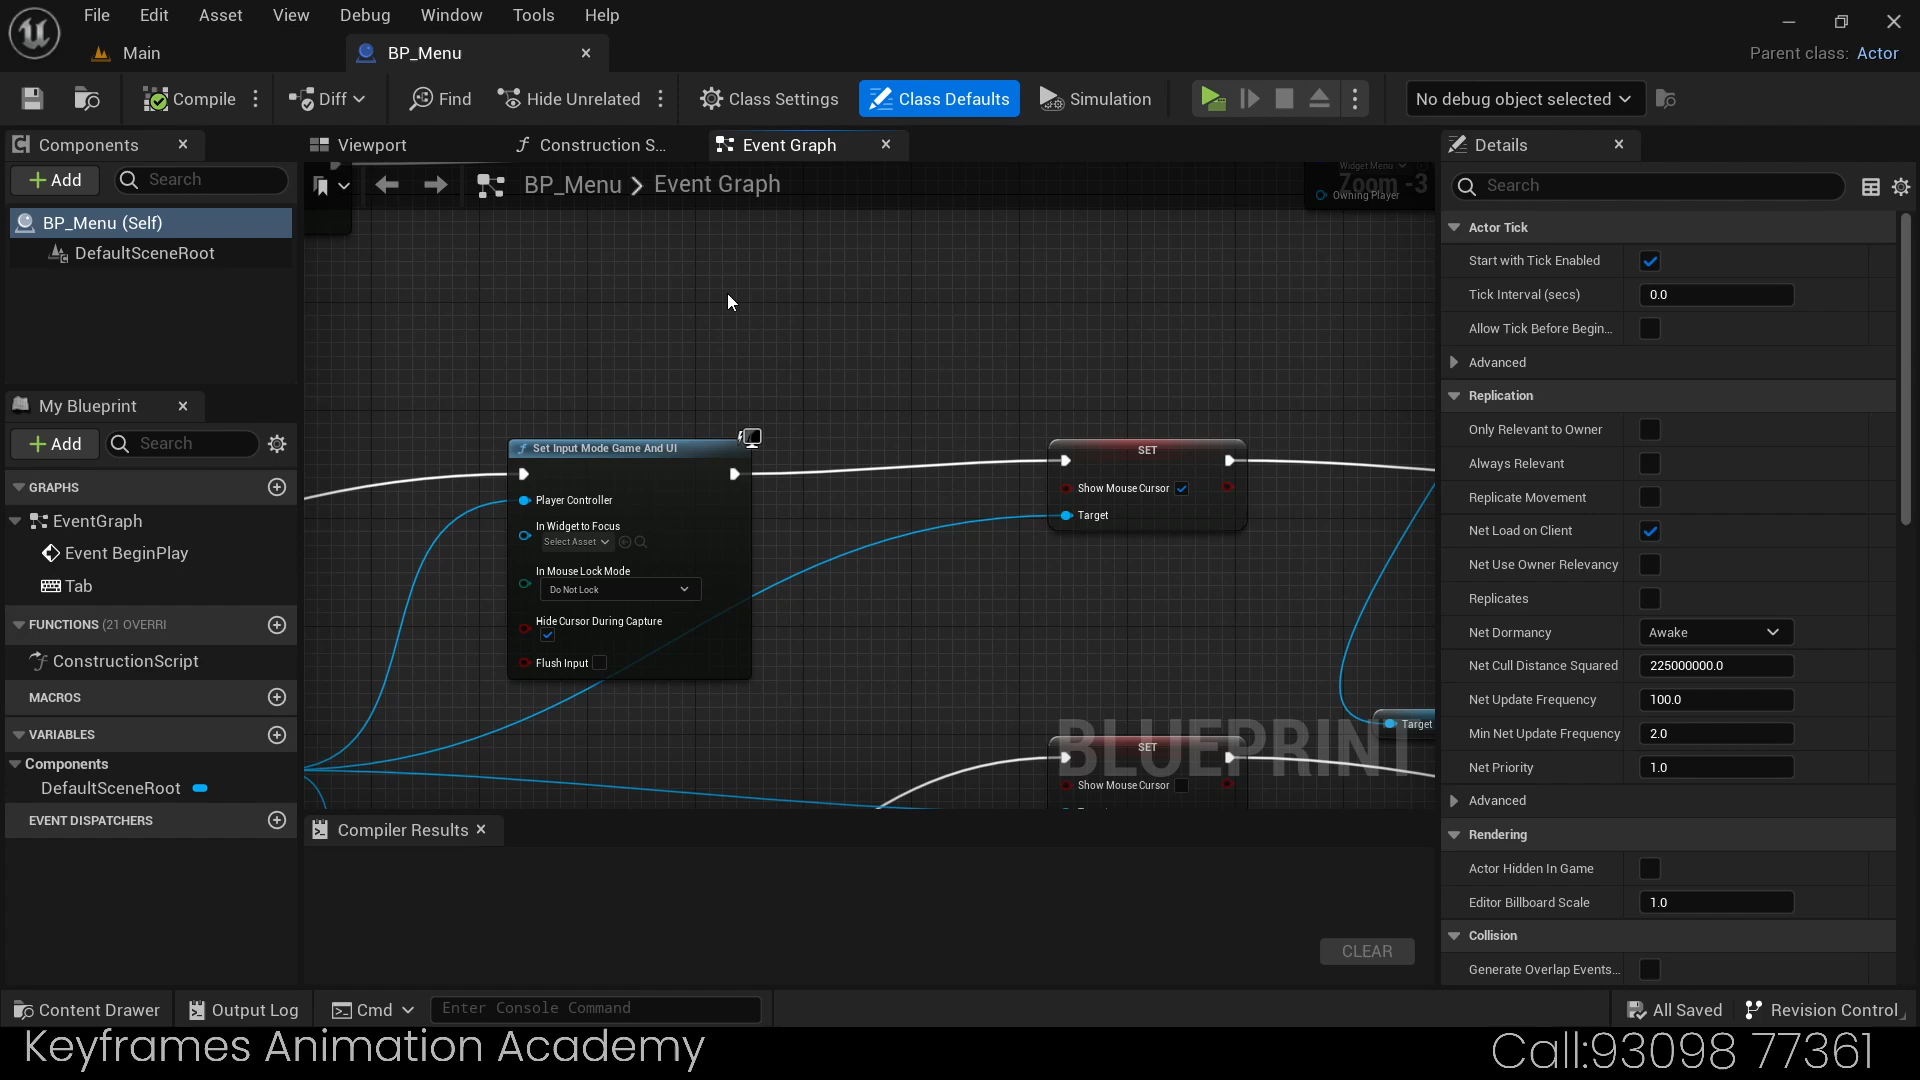 File Edit Asset View Debug Window Tools Help
Main BP_Menu Parent class: Actor
Compile Diff Find Hide Unrelated Class Settings Class Defaults Simulation No debug object selected
Components Viewport Construction S... Event Graph Details
Add Search BP_Menu > Event Graph Zoom -3 Search
Widget Menu
Owning Player
BP_Menu (Self)
DefaultSceneRoot
My Blueprint
Add Search
GRAPHS
EventGraph
Event BeginPlay
Tab
FUNCTIONS (21 OVERRI
ConstructionScript
MACROS
VARIABLES
Components
DefaultSceneRoot
EVENT DISPATCHERS
Set Input Mode Game And UI
Player Controller
In Widget to Focus
Select Asset
In Mouse Lock Mode
Do Not Lock
Hide Cursor During Capture
Flush Input
SET
Show Mouse Cursor
Target
Target
BLUEPRINT
SET
Show Mouse Cursor
Compiler Results
CLEAR
Actor Tick
Start with Tick Enabled
Tick Interval (secs) 0.0
Allow Tick Before Begin...
Advanced
Replication
Only Relevant to Owner
Always Relevant
Replicate Movement
Net Load on Client
Net Use Owner Relevancy
Replicates
Net Dormancy Awake
Net Cull Distance Squared 225000000.0
Net Update Frequency 100.0
Min Net Update Frequency 2.0
Net Priority 1.0
Advanced
Rendering
Actor Hidden In Game
Editor Billboard Scale 1.0
Collision
Generate Overlap Events...
Content Drawer Output Log Cmd Enter Console Command All Saved Revision Control
Keyframes Animation Academy Call:93098 77361